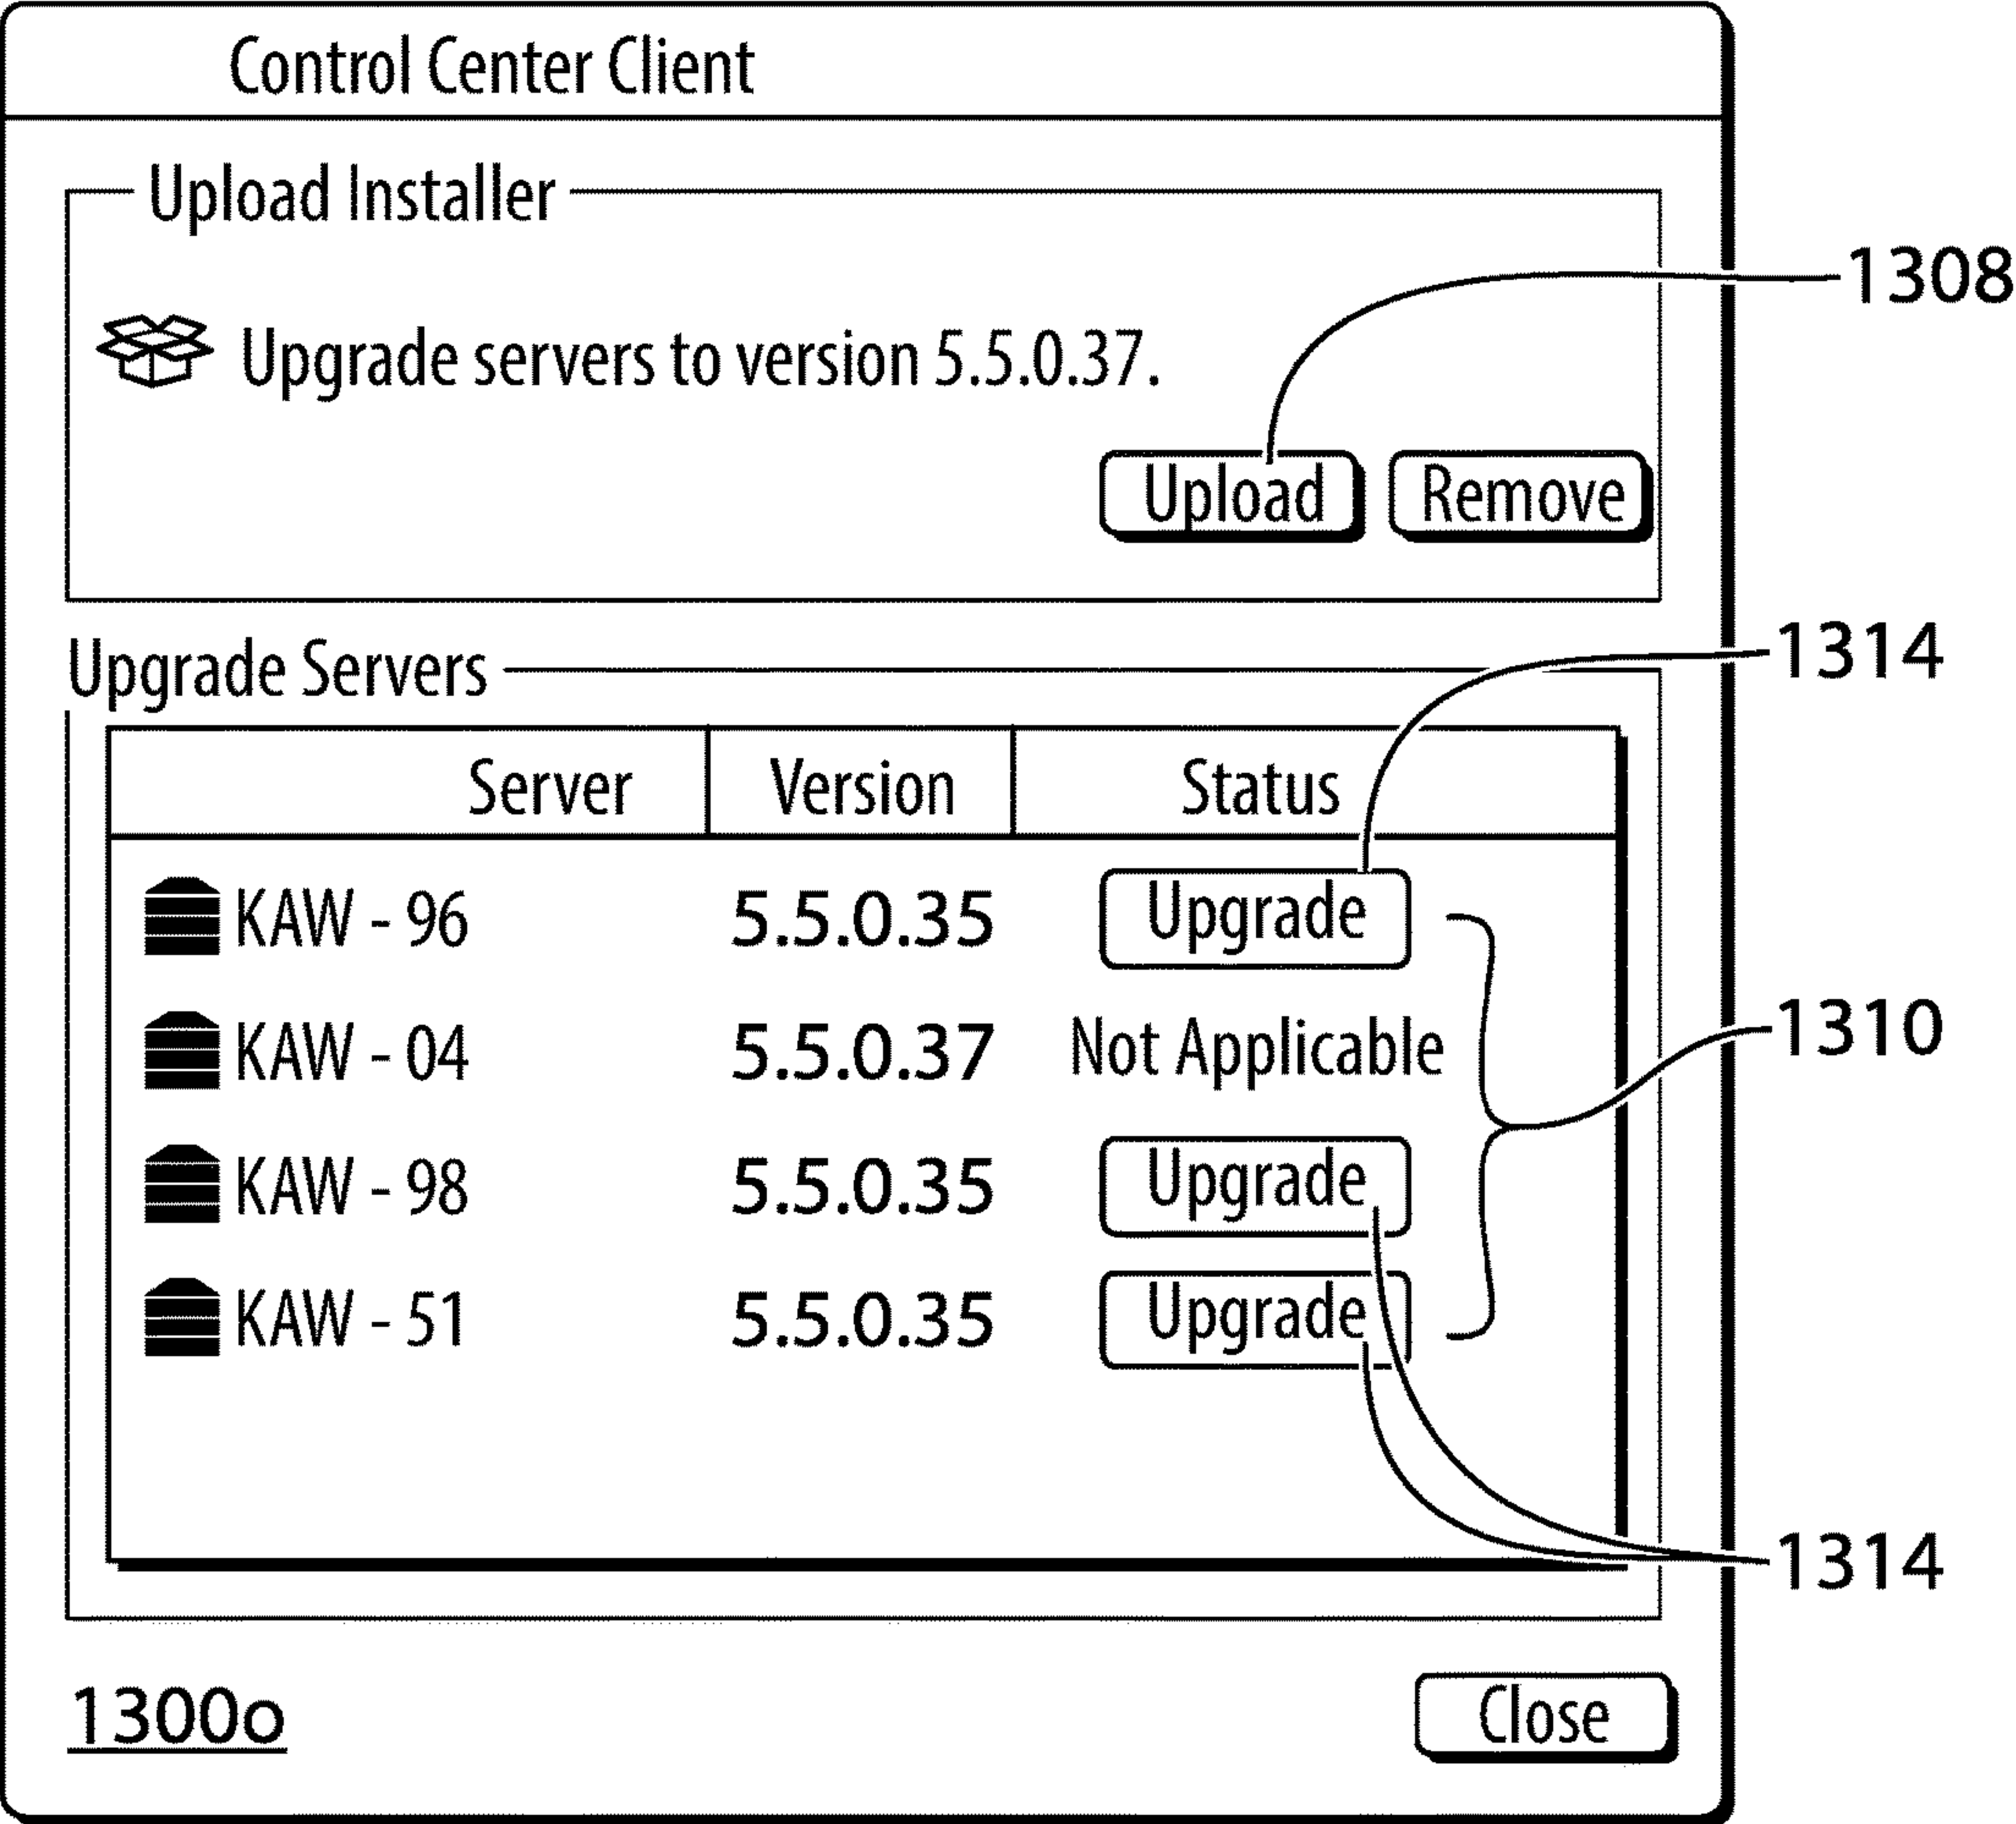 Control Center Client
Upload Installer
1308
Upgrade servers to version 5.5.0.37.
Upload Remove
1314
Upgrade Servers
Server Version Status
KAW - 96 5.5.0.35 Upgrade
KAW - 04 5.5.0.37 Not Applicable
1310
KAW - 98 5.5.0.35 Upgrade
KAW - 51 5.5.0.35 Upgrade
1314
1300o Close